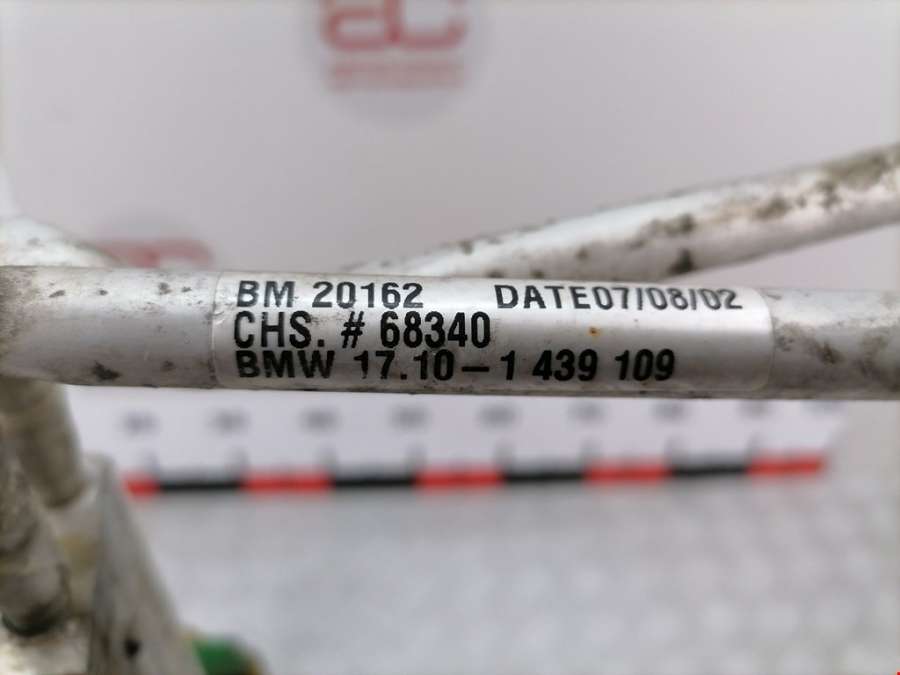 BM 20162 DATE07/08/02
CHS. # 68340
BMW 17.10-1 439 109